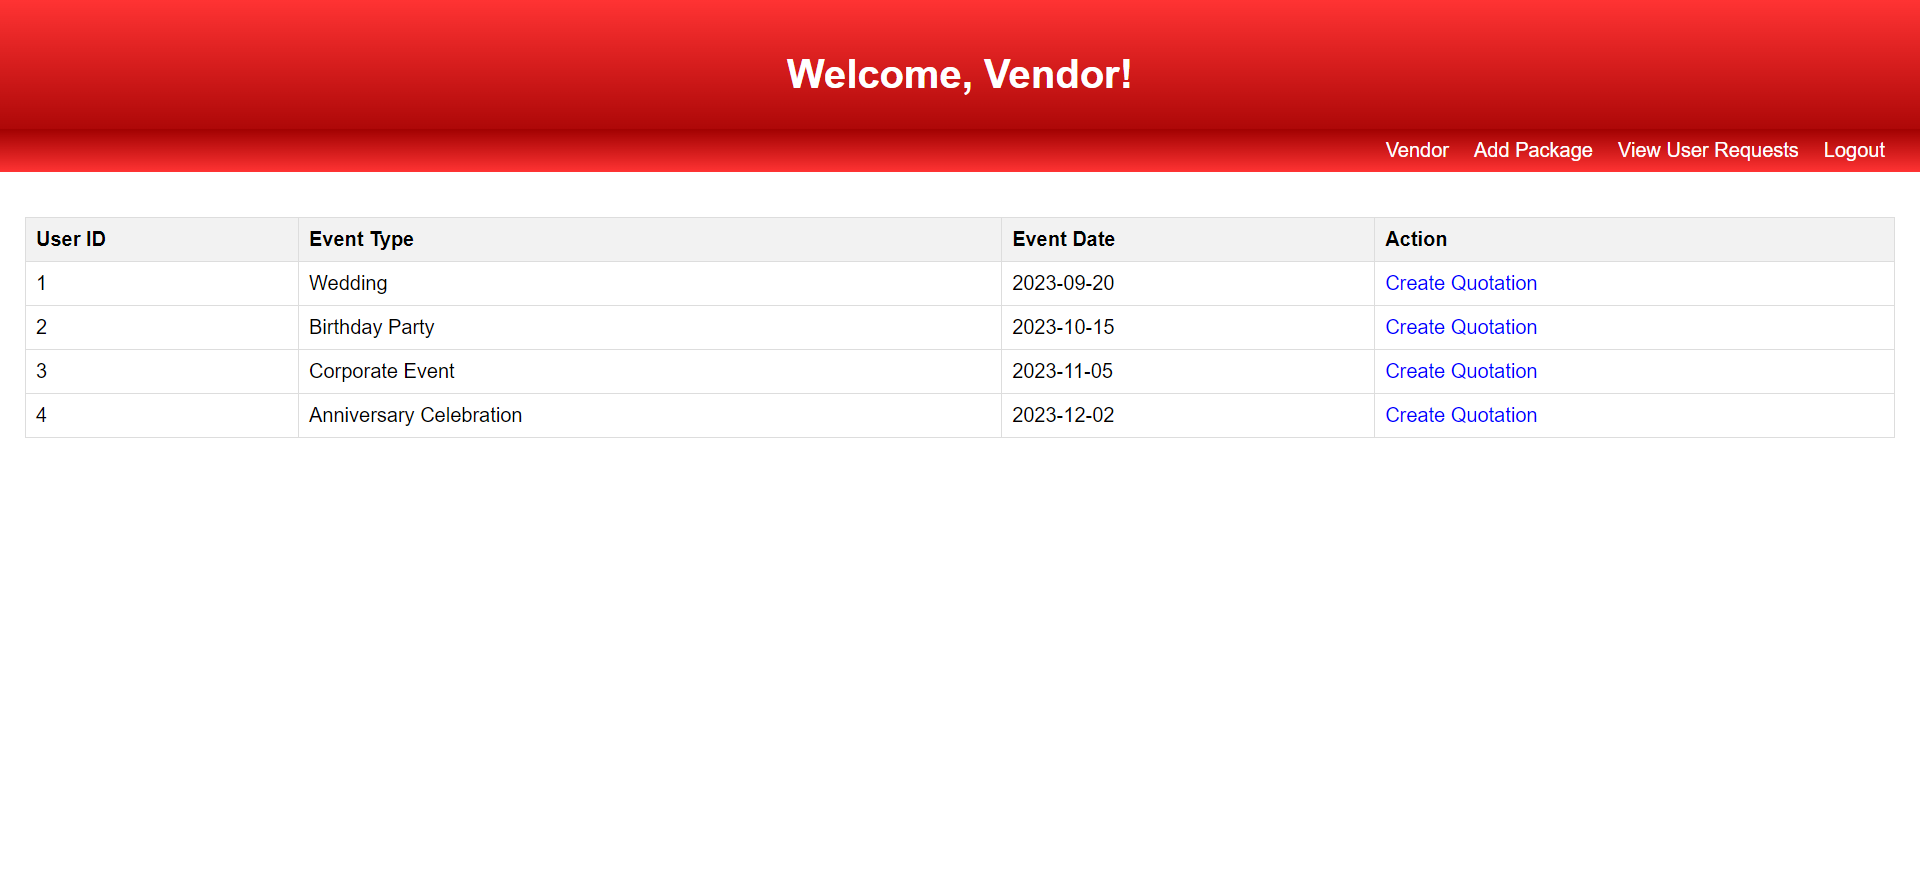 Welcome, Vendor!
Vendor Add Package View User Requests Logout
User ID Event Type Event Date Action
1 Wedding 2023-09-20 Create Quotation
2 Birthday Party 2023-10-15 Create Quotation
3 Corporate Event 2023-11-05 Create Quotation
4 Anniversary Celebration 2023-12-02 Create Quotation